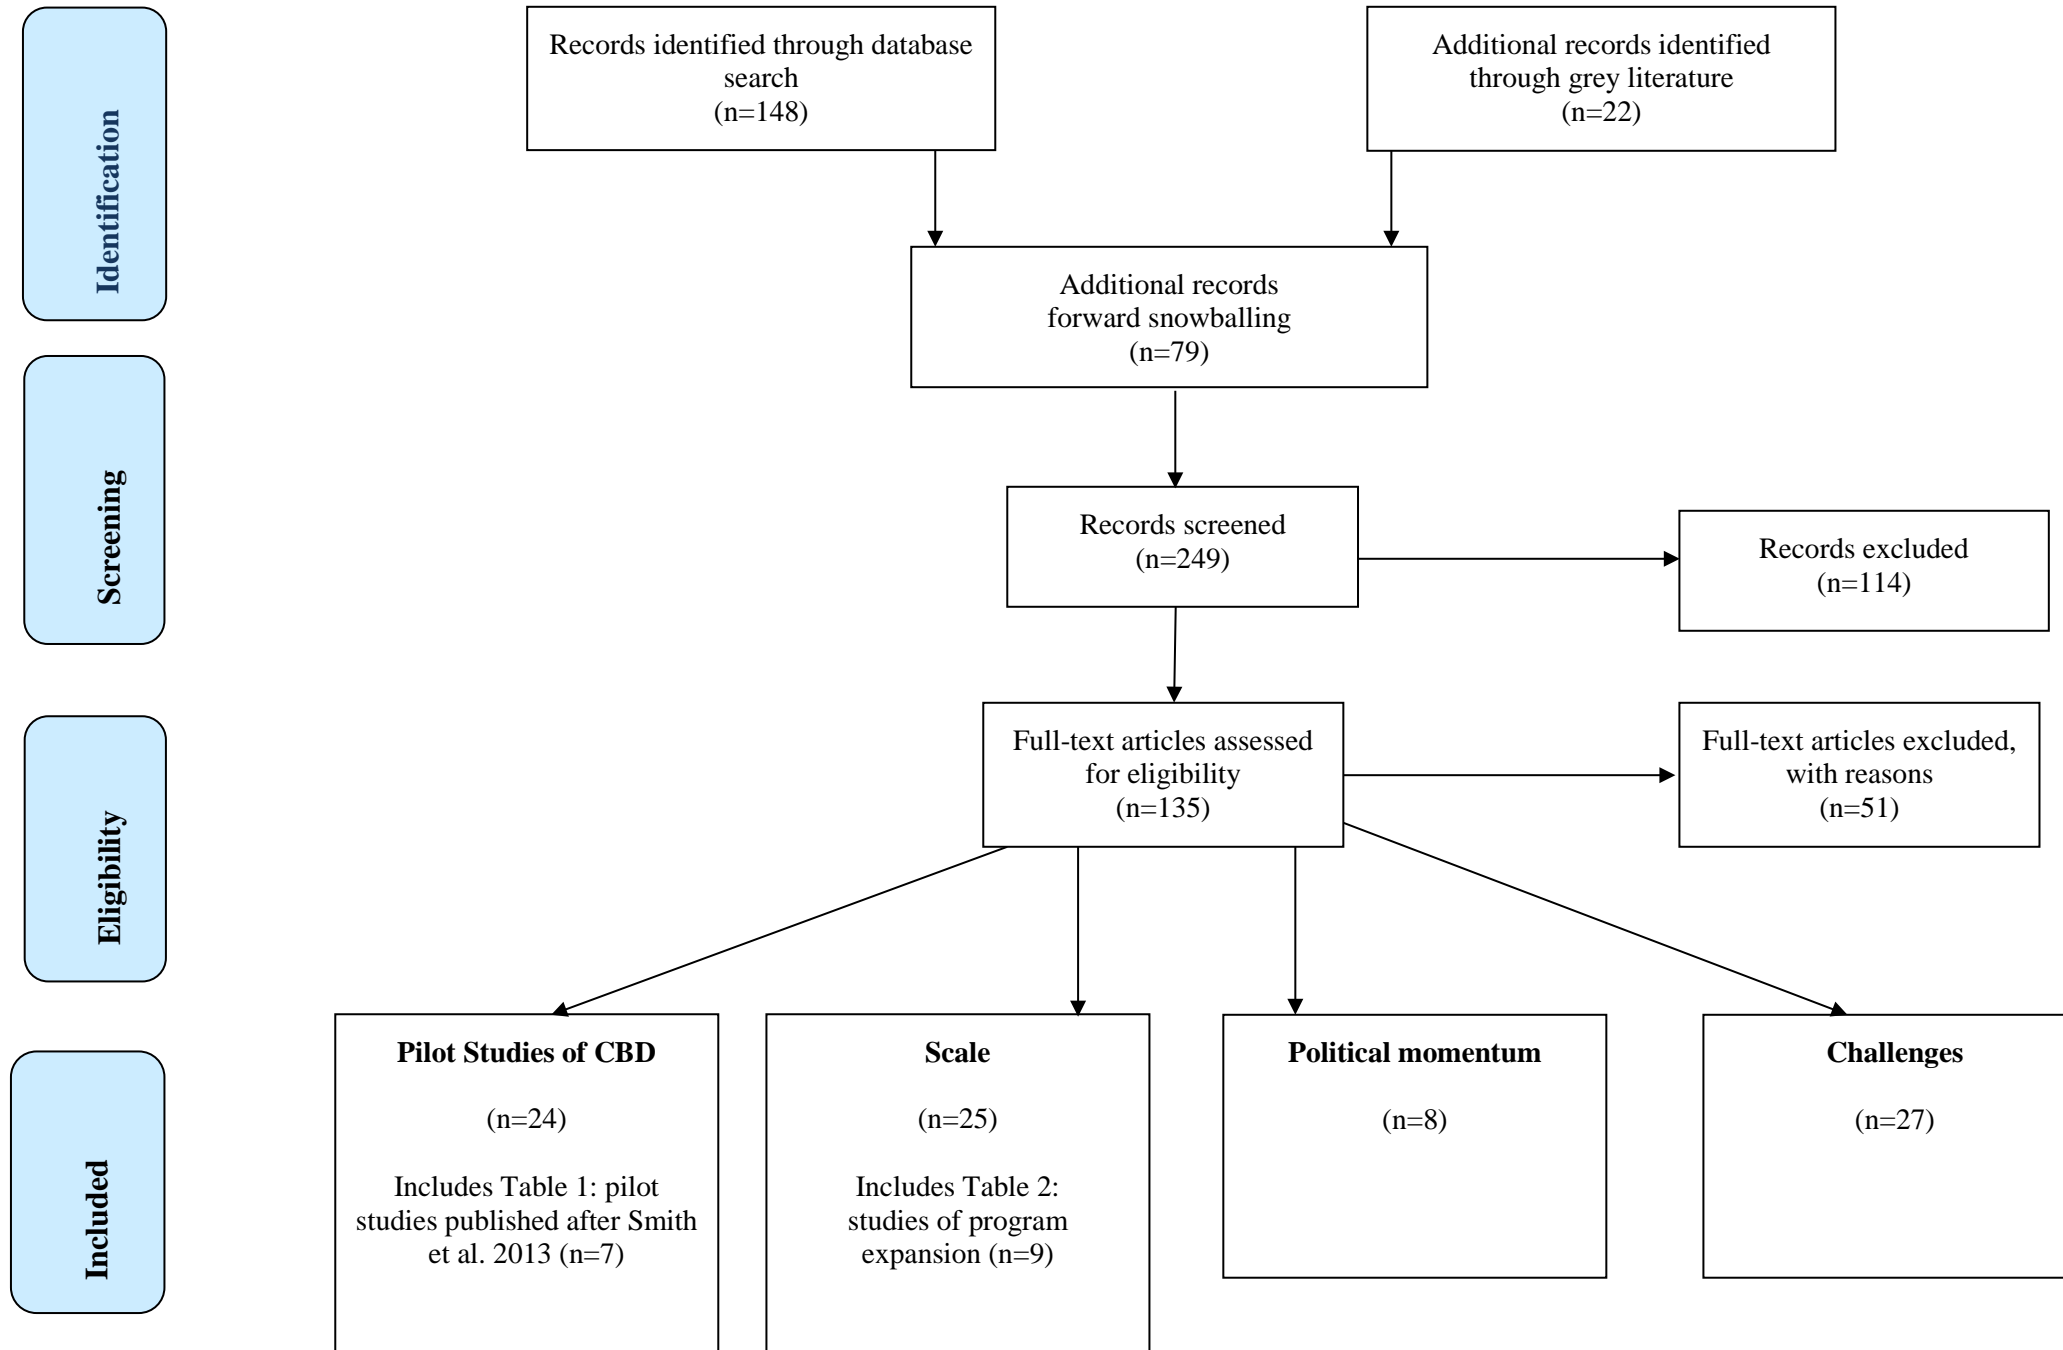 Identification
Records identified through database
search
(n=148)
Additional records identified
through grey literature
(n=22)
Additional records
forward snowballing
(n=79)
Screening
Records screened
(n=249)
Records excluded
(n=114)
Eligibility
Full-text articles assessed
for eligibility
(n=135)
Full-text articles excluded,
with reasons
(n=51)
Included
Pilot Studies of CBD
(n=24)
Includes Table 1: pilot
studies published after Smith
et al. 2013 (n=7)
Scale
(n=25)
Includes Table 2:
studies of program
expansion (n=9)
Political momentum
(n=8)
Challenges
(n=27)